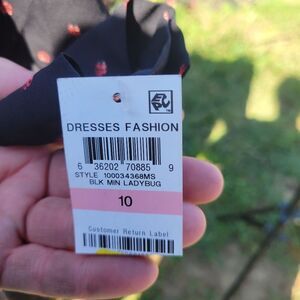 DRESSES FASHION
6 36202 70885 9
STYLE 100034368MS
BLK MIN LADYBUG
10
Customer Return Label